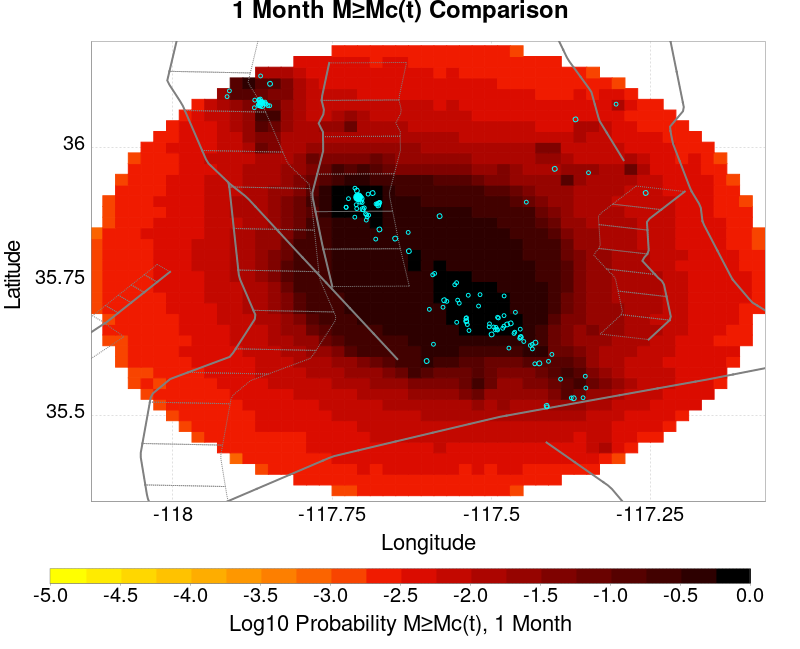 1 Month M≥Mc(t) Comparison
36
35.75
35.5
Latitude
-118 -117.75 -117.5 -117.25
Longitude
-5.0 -4.5 -4.0 -3.5 -3.0 -2.5 -2.0 -1.5 -1.0 -0.5 0.0
Log10 Probability M≥Mc(t), 1 Month